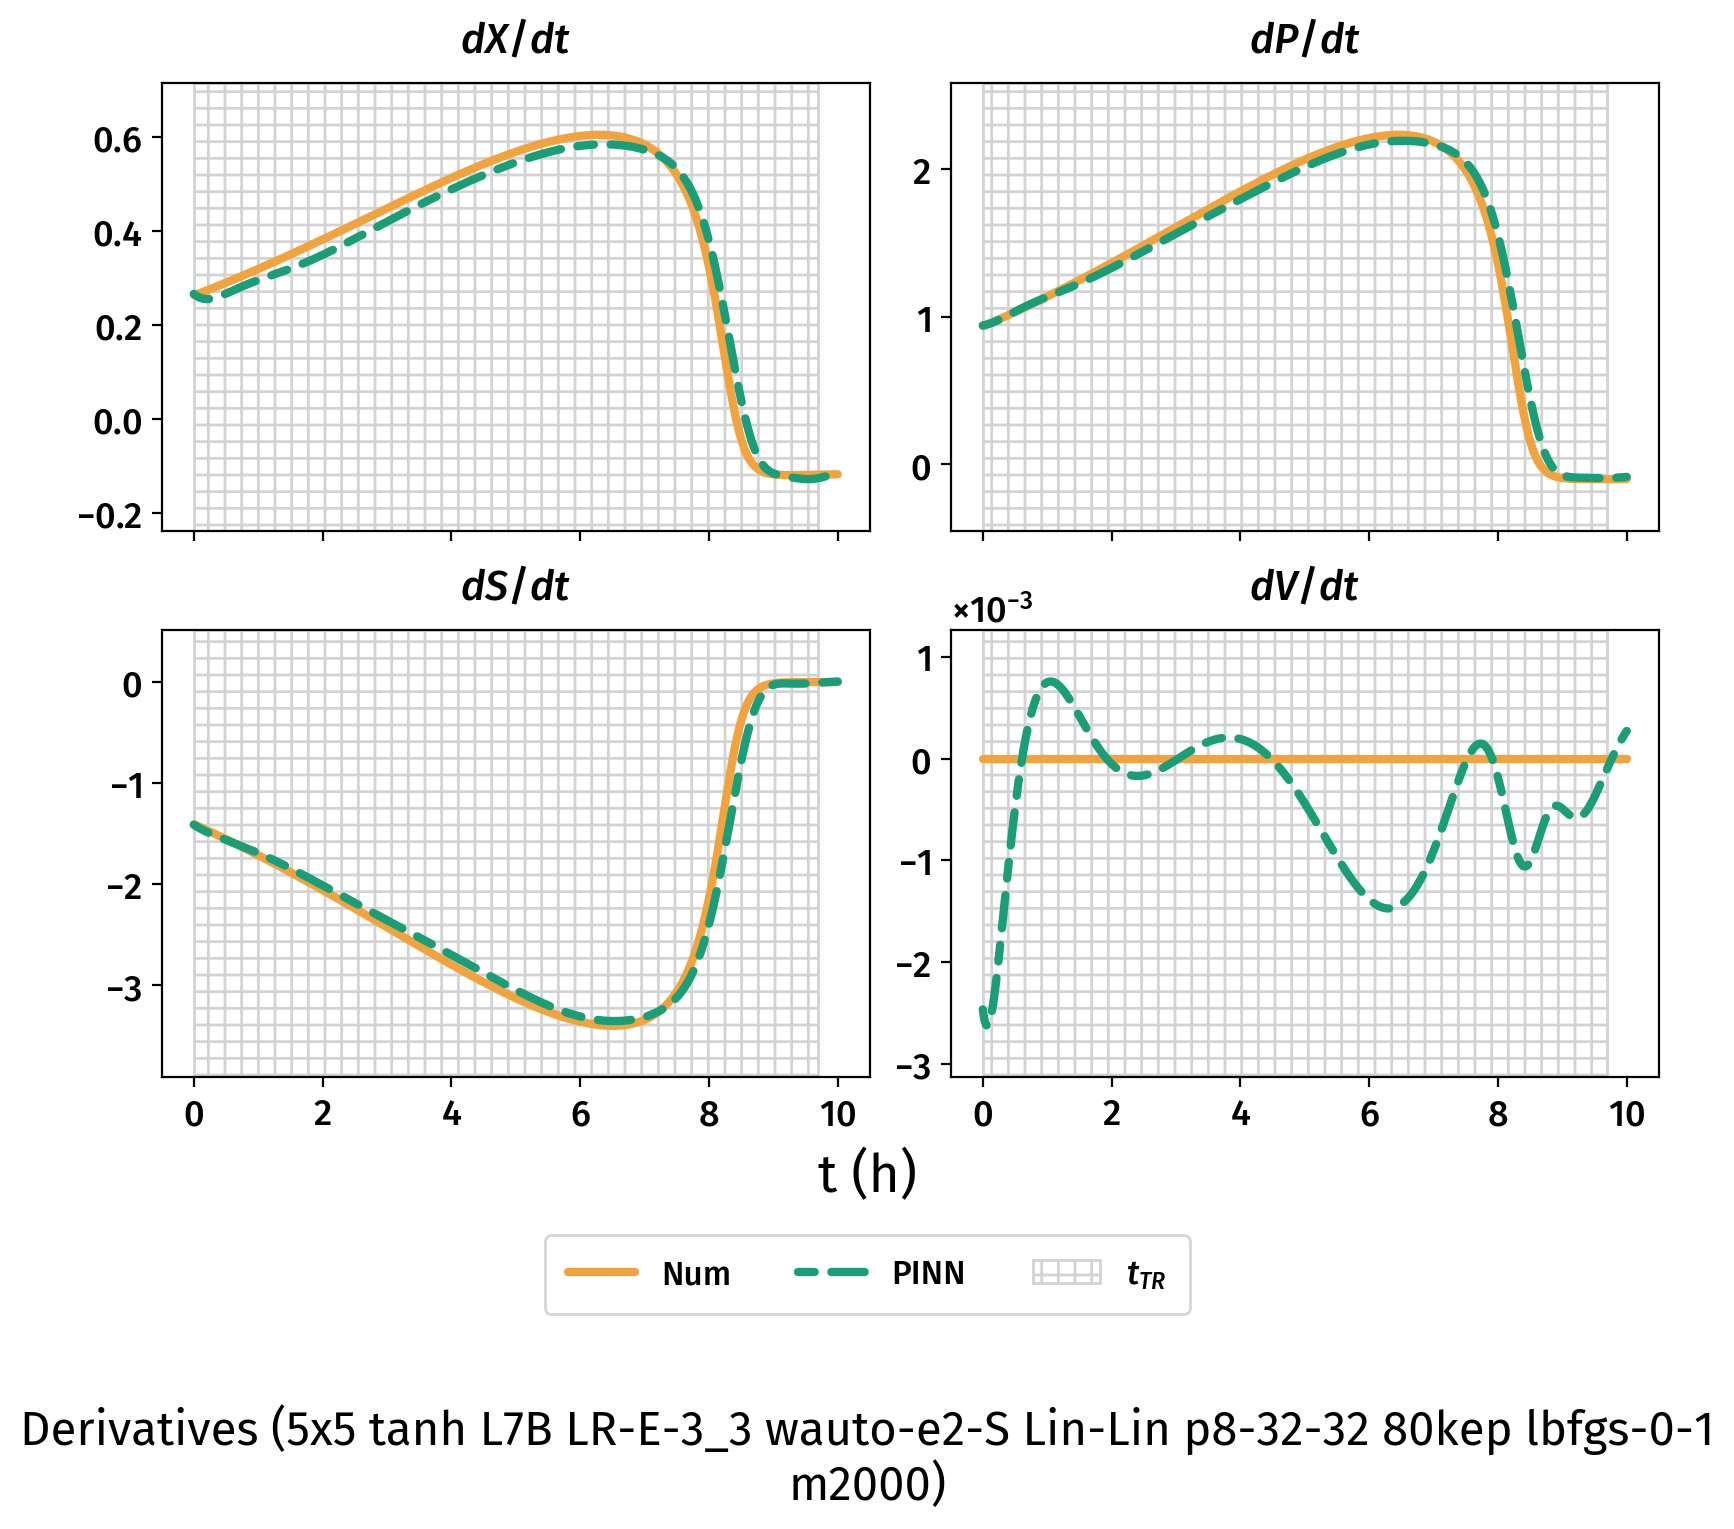 dX/dt
dP/dt
0.6
0.4
0.2
0.0
−0.2
2
1
0
dS/dt
dV/dt
×10⁻³
0
−1
−2
−3
1
0
−1
−2
−3
0 2 4 6 8 10
0 2 4 6 8 10
t (h)
Num PINN t_TR
Derivatives (5x5 tanh L7B LR-E-3_3 wauto-e2-S Lin-Lin p8-32-32 80kep lbfgs-0-1
m2000)